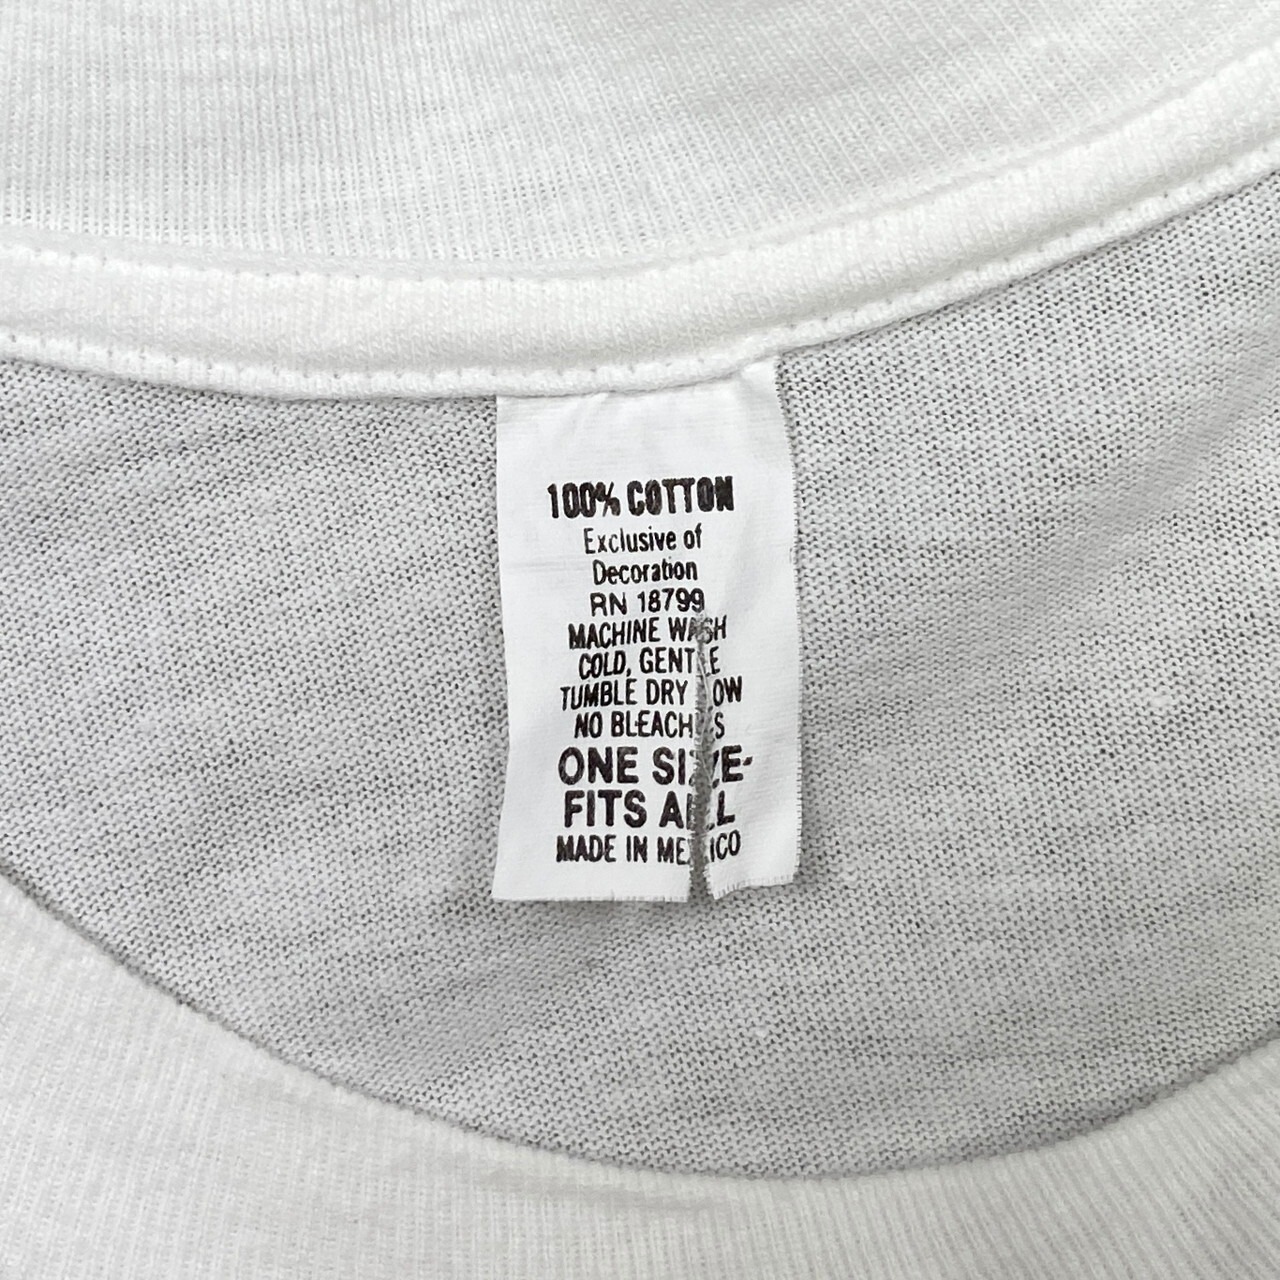 100% COTTON
Exclusive of
Decoration
RN 18799
MACHINE WASH
COLD, GENTLE
TUMBLE DRY LOW
NO BLEACHES
ONE SIZE-
FITS ALL
MADE IN MEXICO